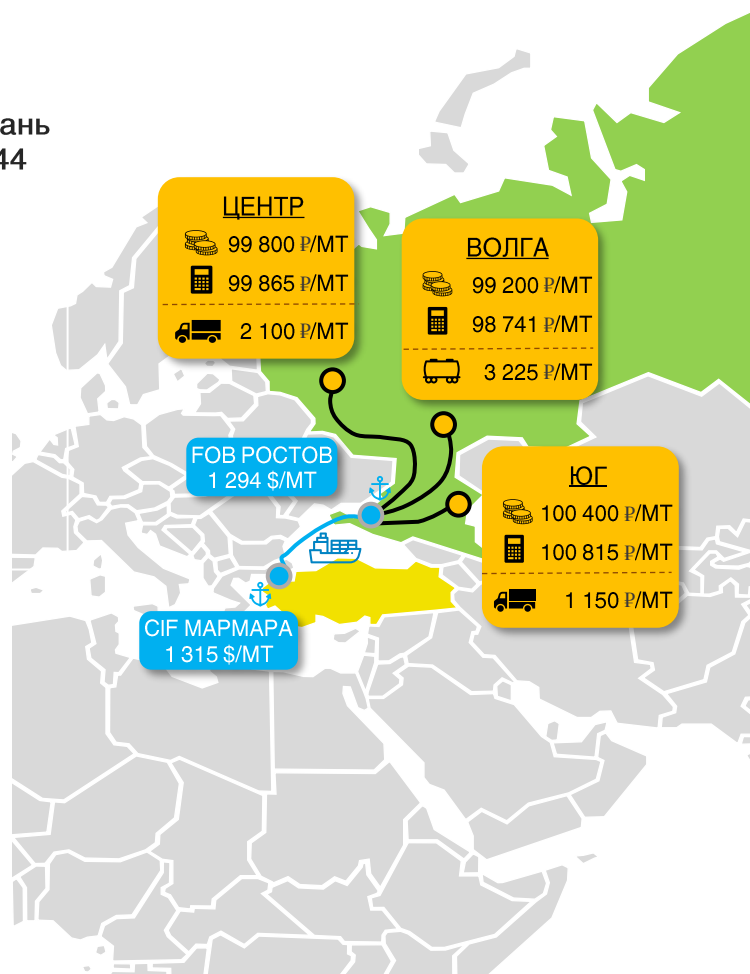 ань
44
ЦЕНТР
99 800 ₽/МТ
99 865 ₽/МТ
2 100 ₽/МТ
ВОЛГА
99 200 ₽/МТ
98 741 ₽/МТ
3 225 ₽/МТ
FОВ РОСТОВ
1 294 $/МТ
ЮГ
100 400 ₽/МТ
100 815 ₽/МТ
1 150 ₽/МТ
CIF МАРМАРА
1 315 $/МТ